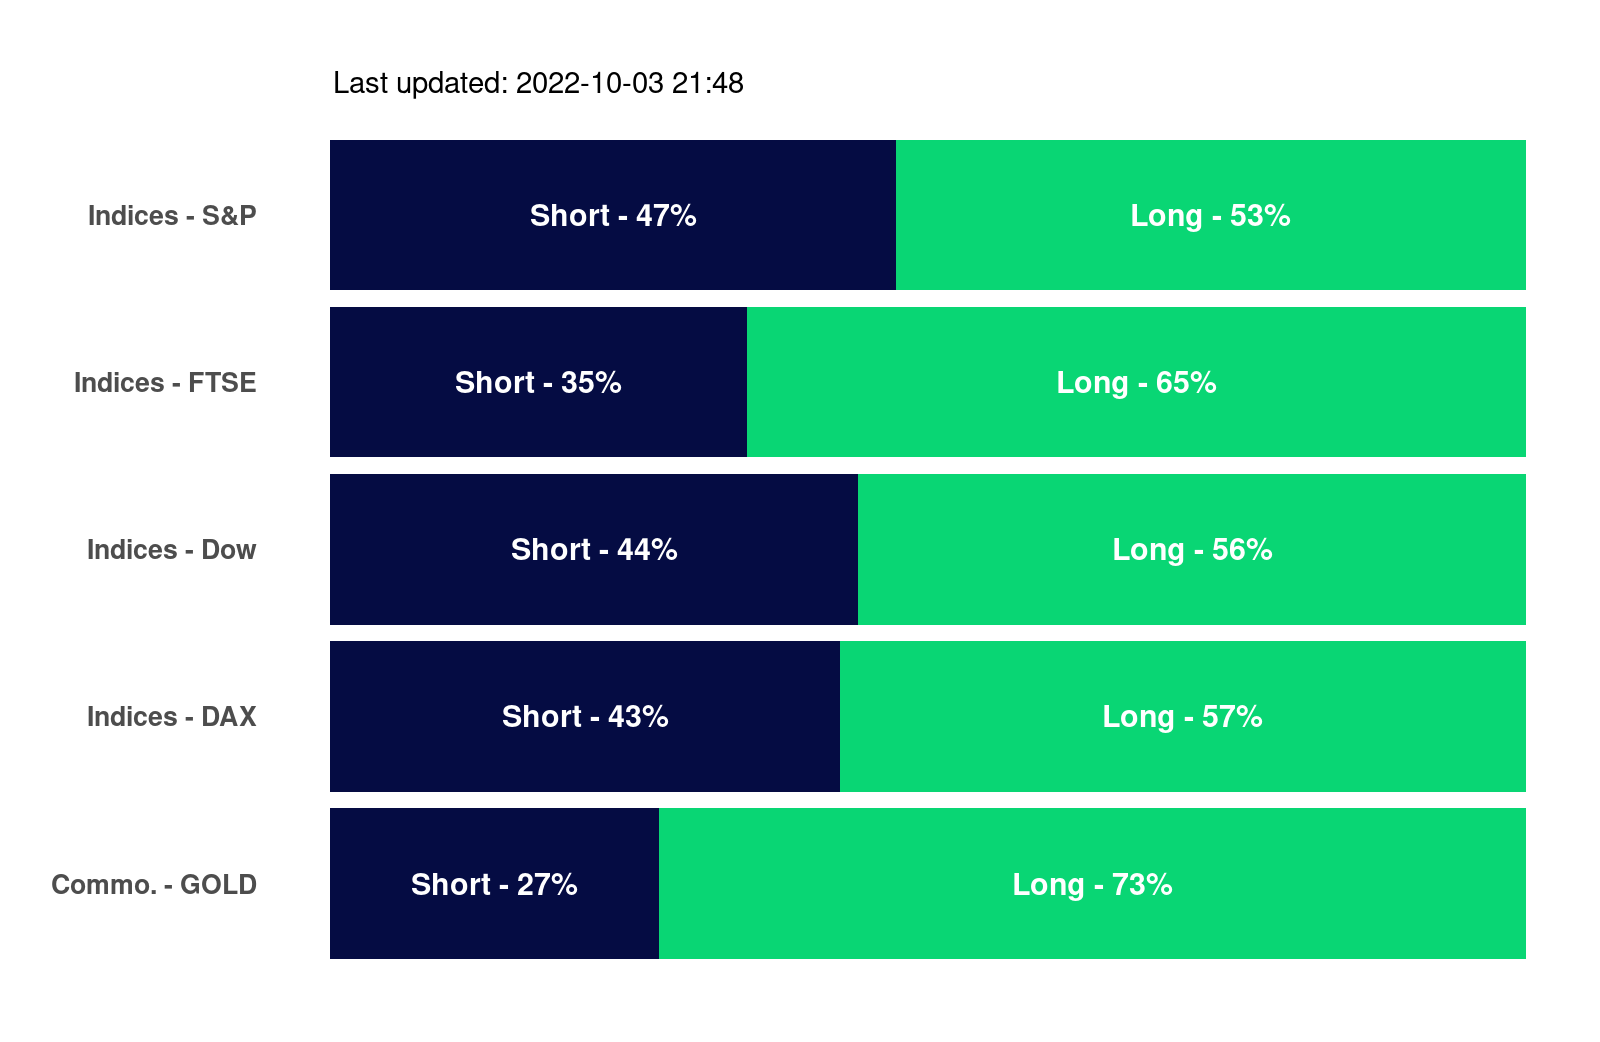 Last updated: 2022-10-03 21:48
Indices - S&P Short - 47% Long - 53%
Indices - FTSE Short - 35% Long - 65%
Indices - Dow Short - 44% Long - 56%
Indices - DAX Short - 43% Long - 57%
Commo. - GOLD Short - 27% Long - 73%